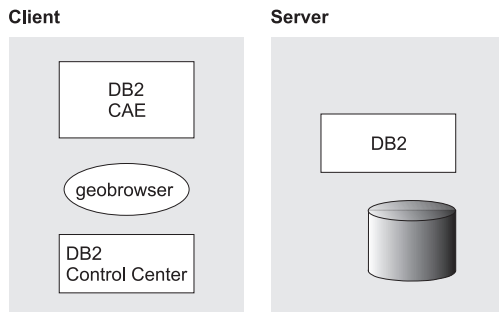 Client
Server
DB2
CAE
geobrowser
DB2
Control Center
DB2